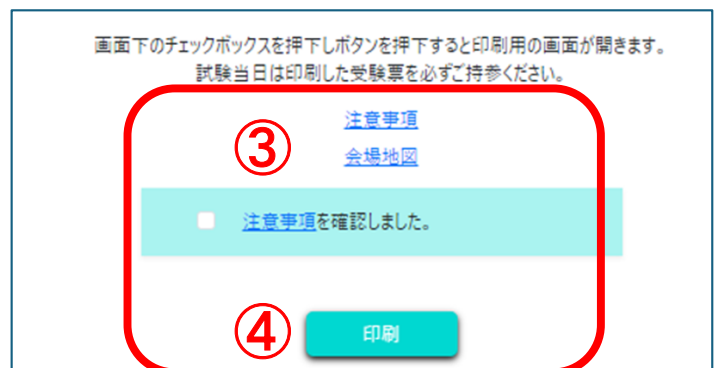 画面下のチェックボックスを押下しボタンを押下すると印刷用の画面が開きます。
試験当日は印刷した受験票を必ずご持参ください。
③
注意事項
会場地図
注意事項を確認しました。
④
印刷